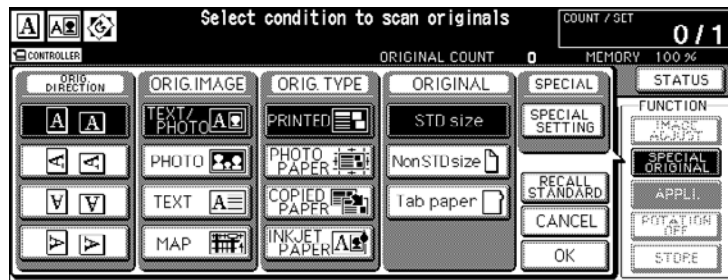 Select condition to scan originals
COUNT / SET
0 / 1
CONTROLLER
ORIGINAL COUNT 0 MEMORY 100 %
ORIG. DIRECTION
A A
A A
A A
A A
ORIG.IMAGE
TEXT/ PHOTO
PHOTO
TEXT
MAP
ORIG. TYPE
PRINTED
PHOTO PAPER
COPIED PAPER
INKJET PAPER
ORIGINAL
STD size
NonSTDsize
Tab paper
SPECIAL
SPECIAL SETTING
RECALL STANDARD
CANCEL
OK
STATUS
FUNCTION
IMAGE ADJUST
SPECIAL ORIGINAL
APPLI.
ROTATION OFF
STORE